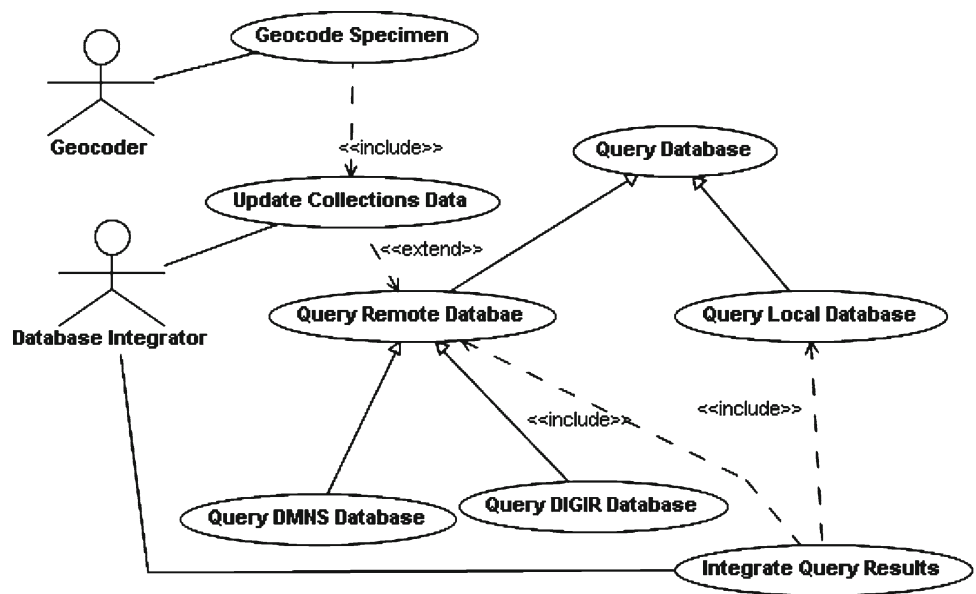 Geocode Specimen
Geocoder
<<include>>
Query Database
Update Collections Data
<<extend>>
Database Integrator
Query Remote Databae
Query Local Database
<<include>>
<<include>>
Query DMNS Database
Query DIGIR Database
Integrate Query Results